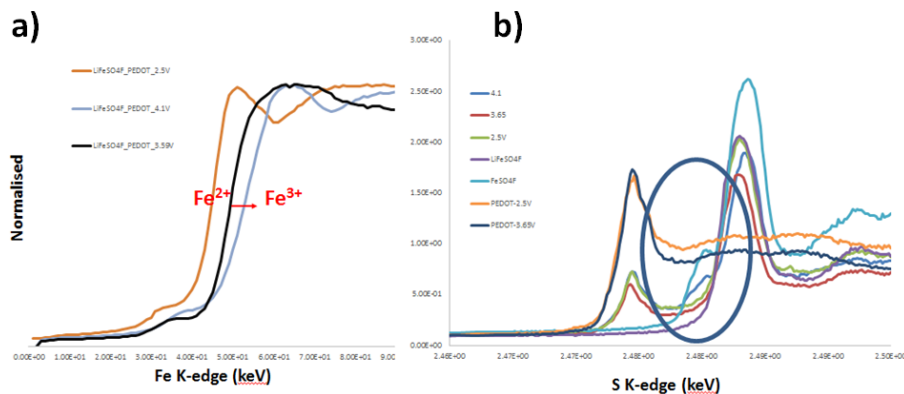 a)
Normalised
LiFeSO4F_PEDOT_2.5V
LiFeSO4F_PEDOT_4.1V
LiFeSO4F_PEDOT_3.59V
Fe2+ Fe3+
0.00E+00 1.00E+01 2.00E+01 3.00E+01 4.00E+01 5.00E+01 6.00E+01 7.00E+01 8.00E+01 9.00
Fe K-edge (keV)
b)
3.00E+00
2.50E+00
2.00E+00
1.50E+00
1.00E+00
5.00E-01
0.00E+00
4.1
3.65
2.5V
LiFeSO4F
FeSO4F
PEDOT-2.5V
PEDOT-3.65V
2.46E+00 2.47E+00 2.48E+00 2.48E+00 2.49E+00 2.49E+00 2.50E+00
S K-edge (keV)